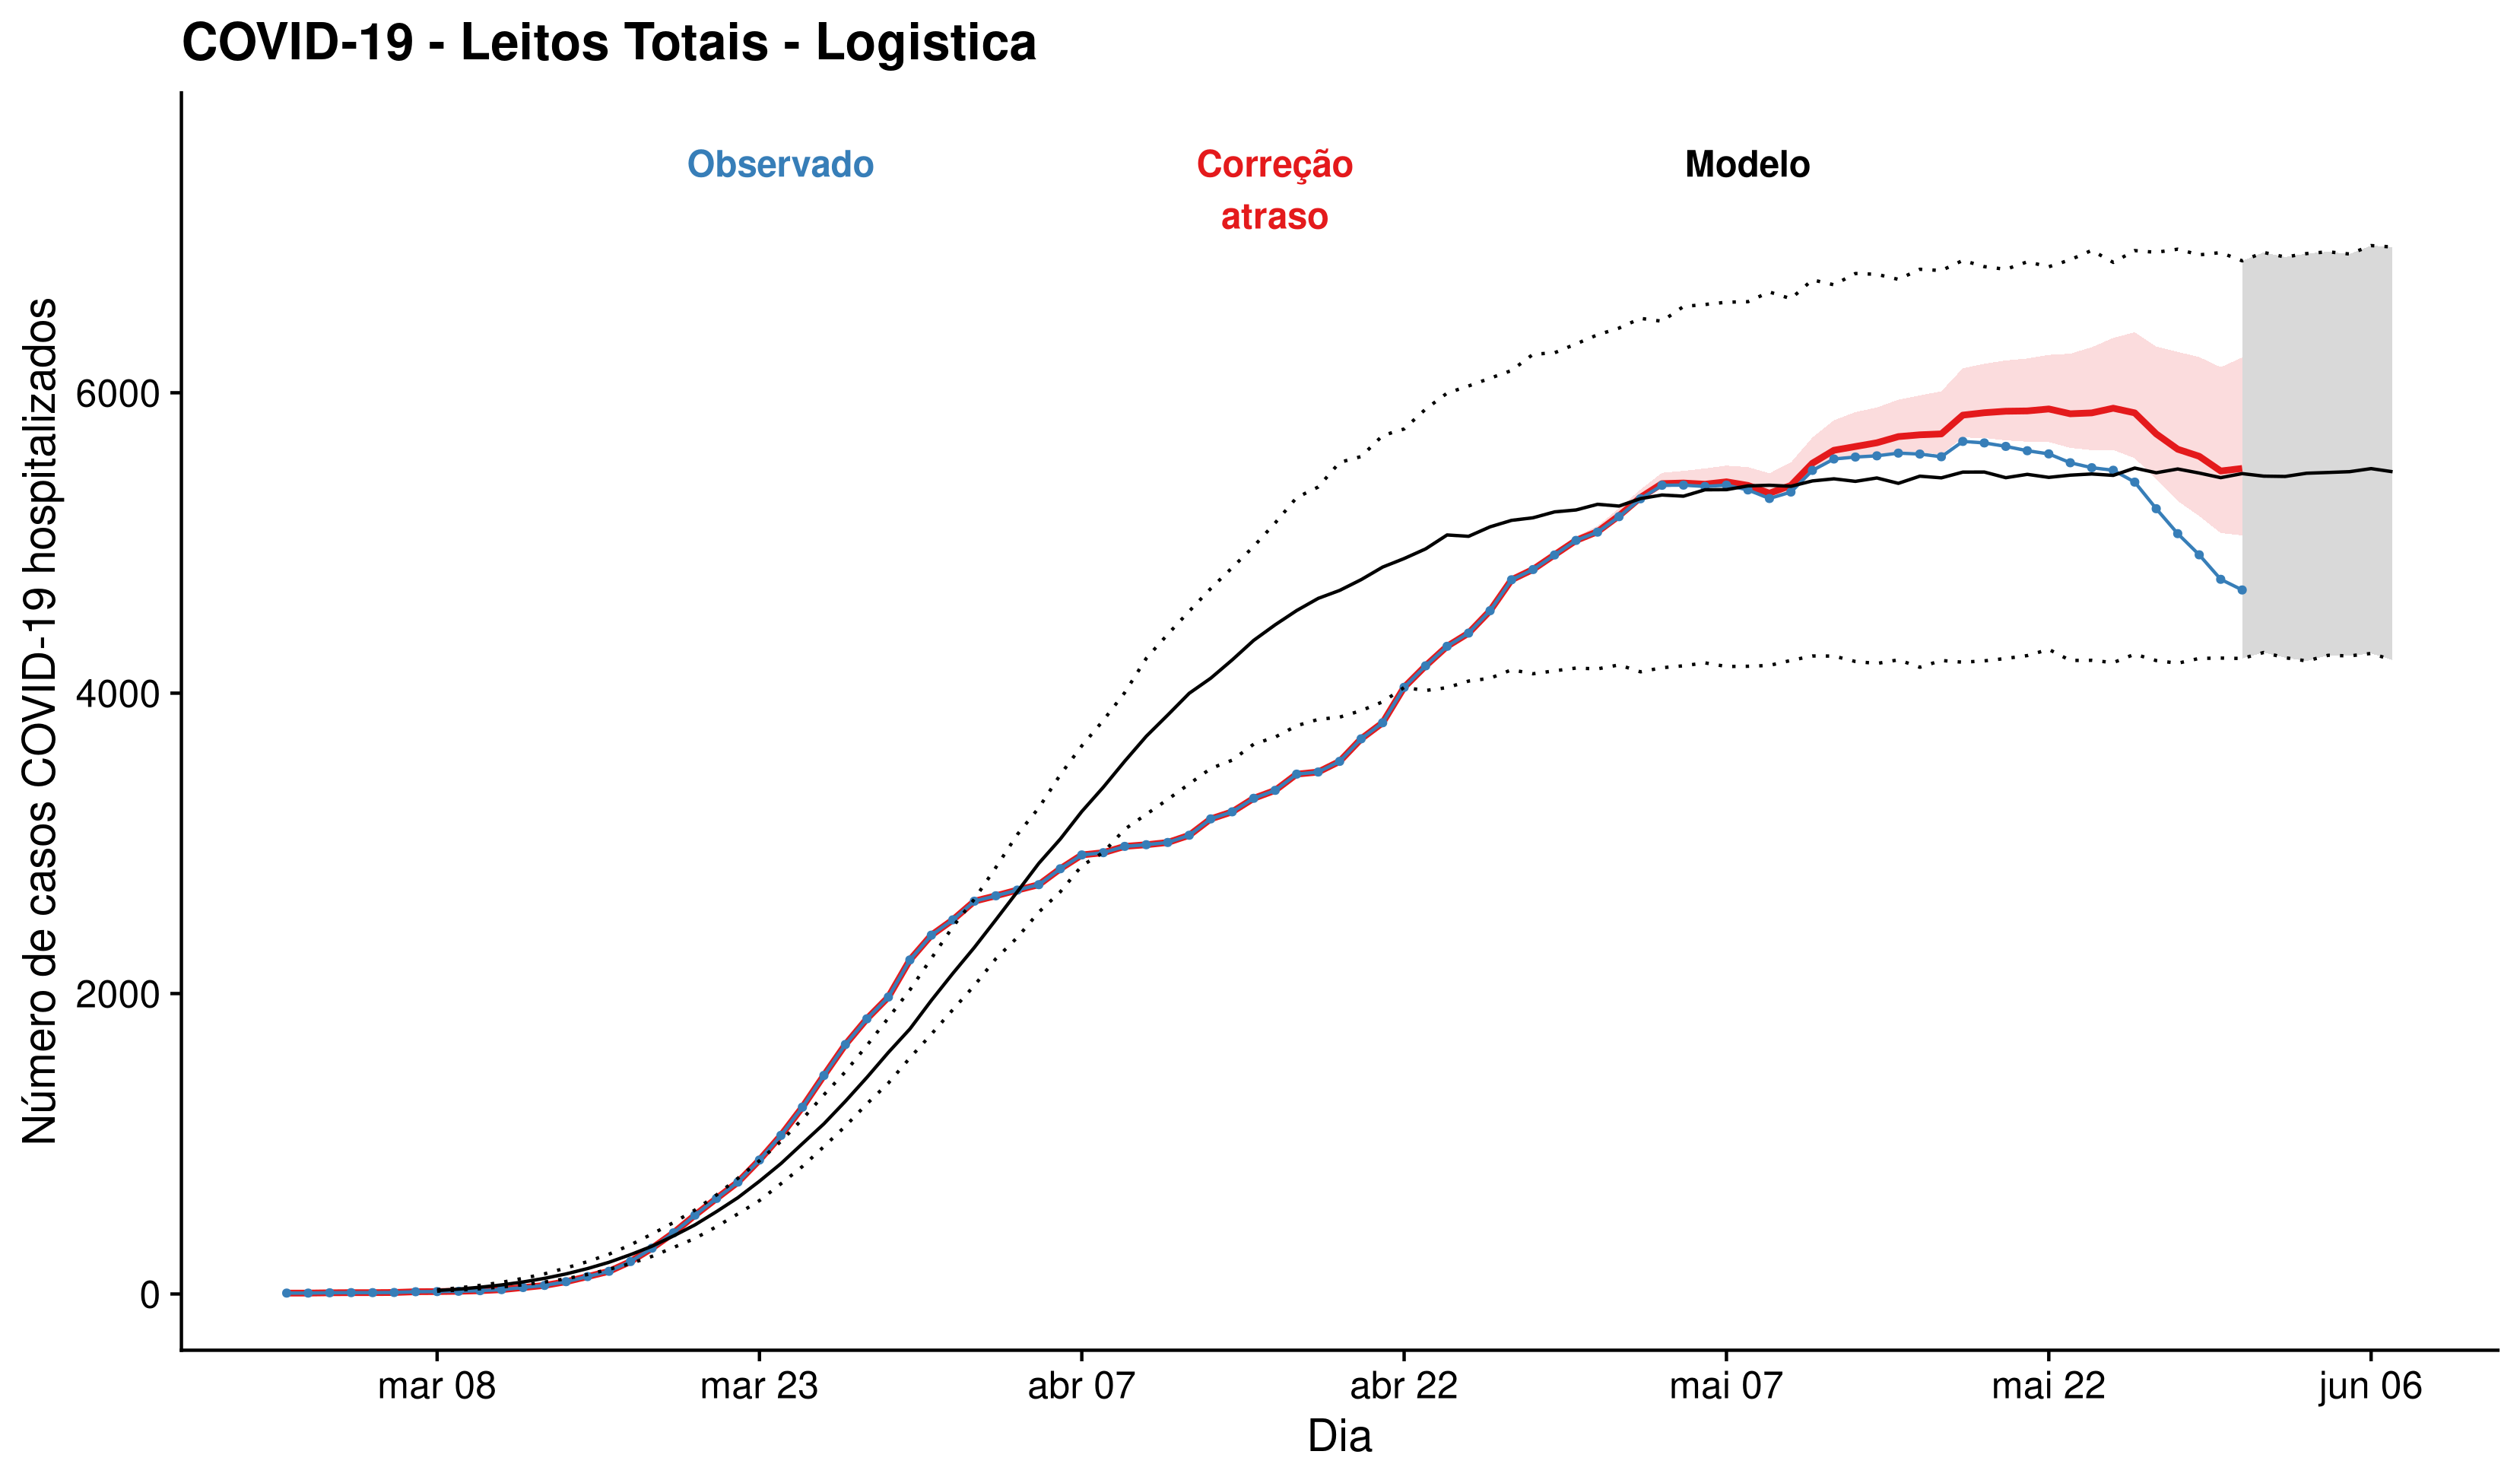 COVID-19 - Leitos Totais - Logistica
Observado
Correção
atraso
Modelo
Número de casos COVID-19 hospitalizados
6000
4000
2000
0
mar 08
mar 23
abr 07
abr 22
mai 07
mai 22
jun 06
Dia